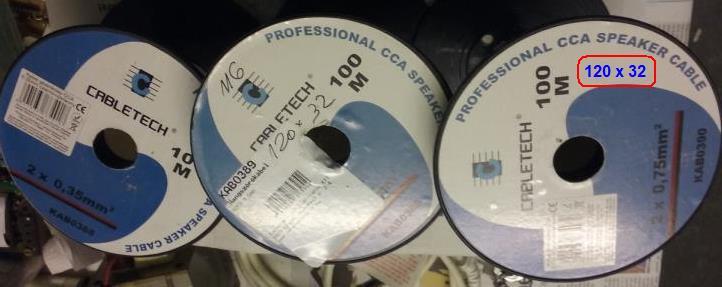 CABLETECH®
100
M
2 x 0,35mm²
KAB0388
SPEAKER CABLE
PROFESSIONAL CCA SPEAKER
116
CABLETECH
100
M
120 x 32
KAB0389
PROFESSIONAL CCA SPEAKER CABLE
120 x 32
CABLETECH®
100
M
2 x 0,75mm²
KAB0390